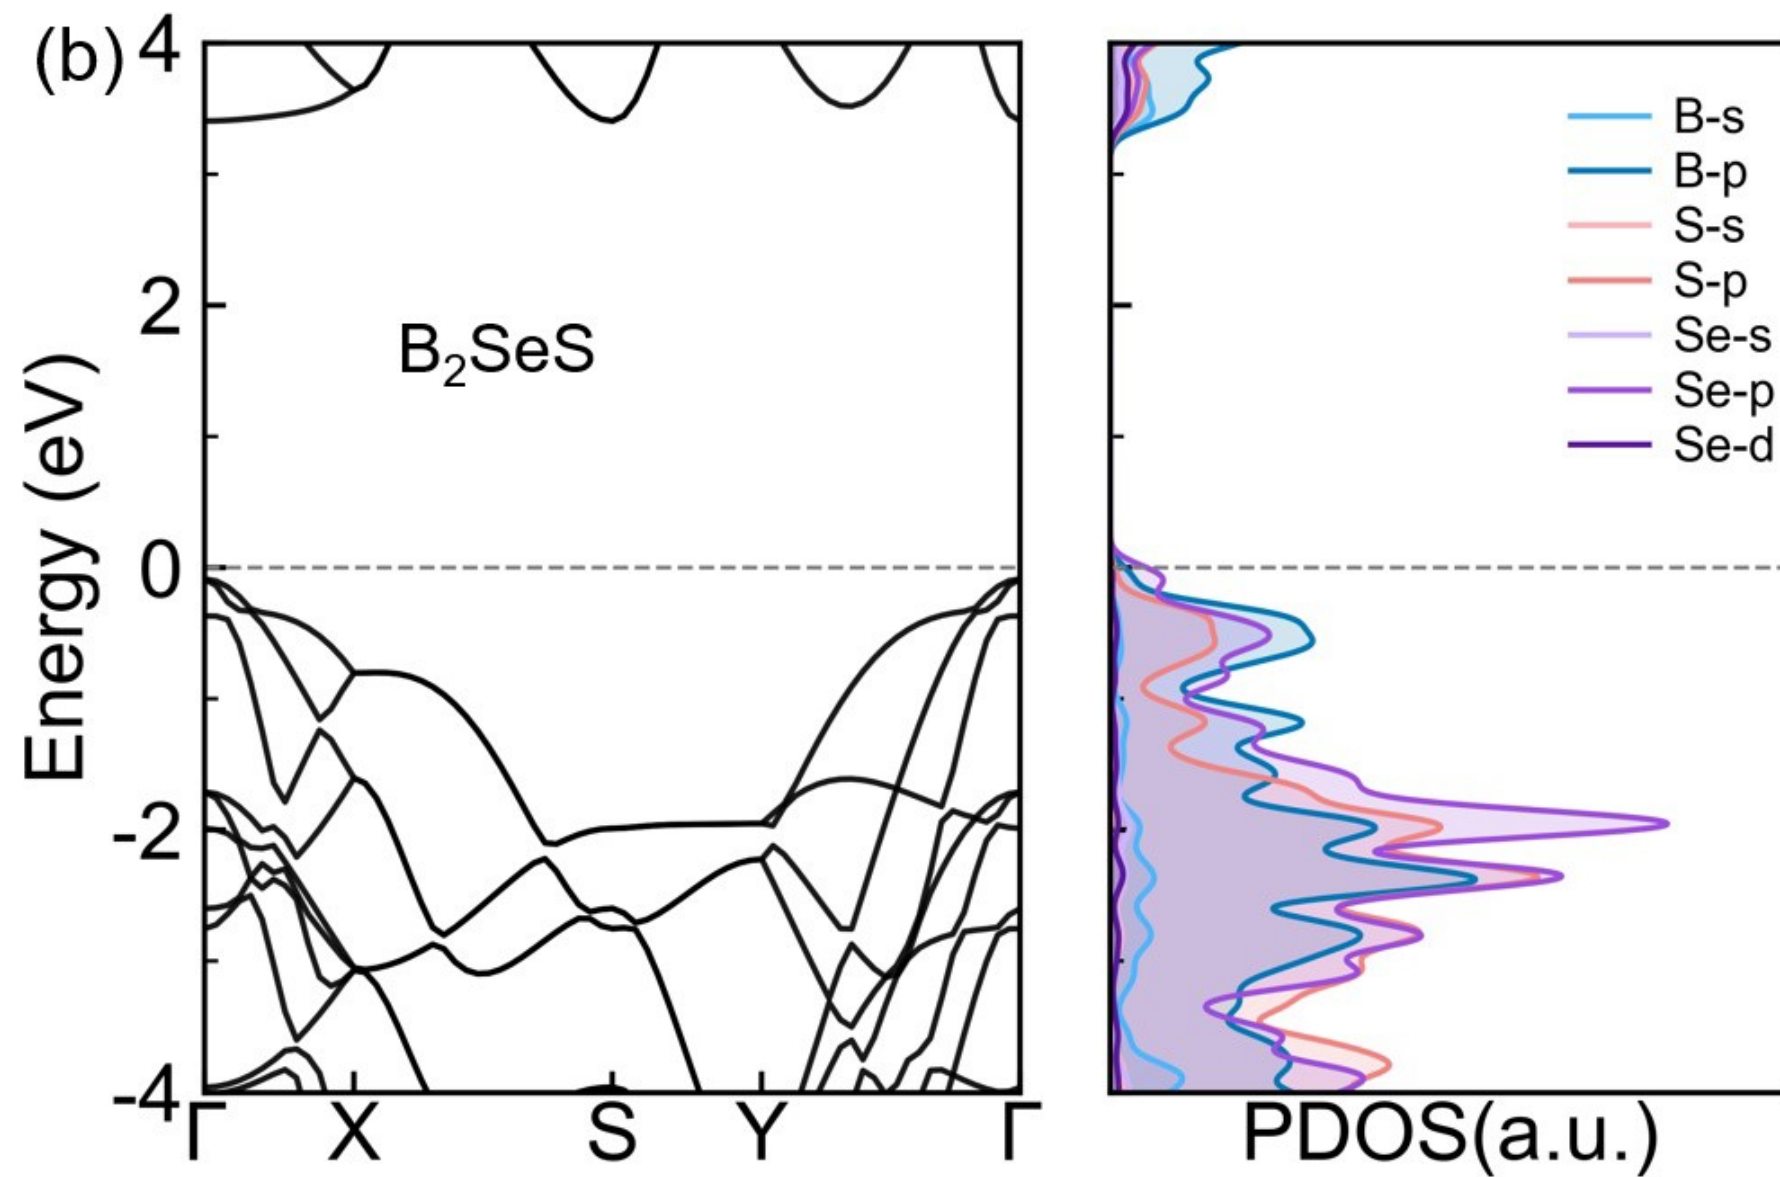 (b)
4
2
0
-2
-4
Energy (eV)
B₂SeS
Γ X S Y Γ
B-s
B-p
S-s
S-p
Se-s
Se-p
Se-d
PDOS(a.u.)